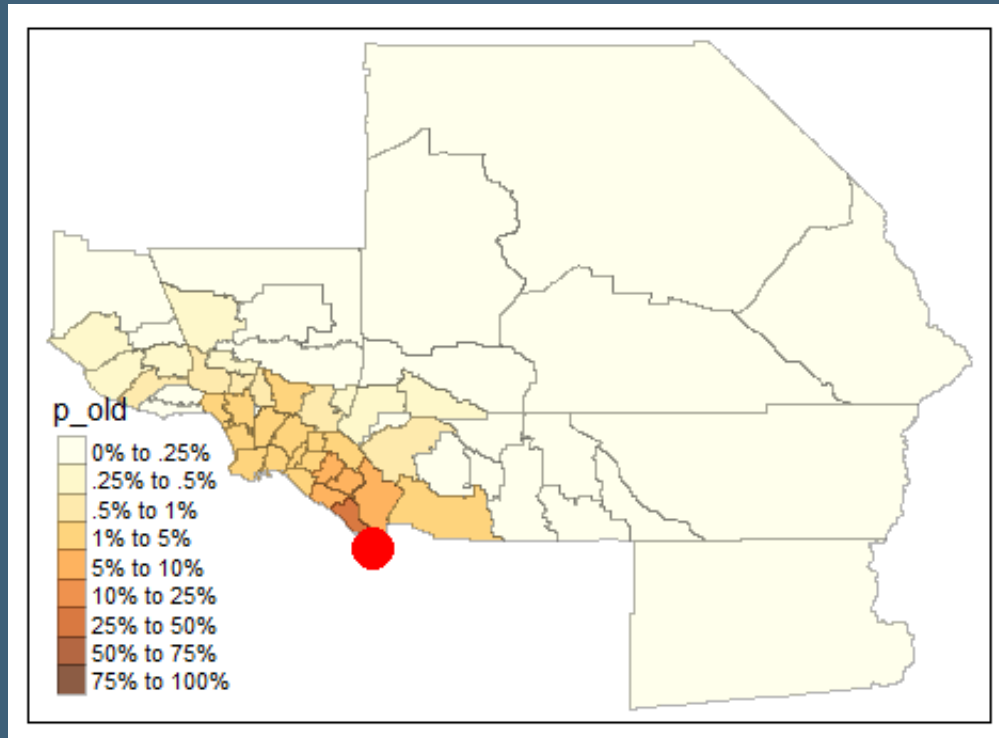 p_old
0% to .25%
.25% to .5%
.5% to 1%
1% to 5%
5% to 10%
10% to 25%
25% to 50%
50% to 75%
75% to 100%